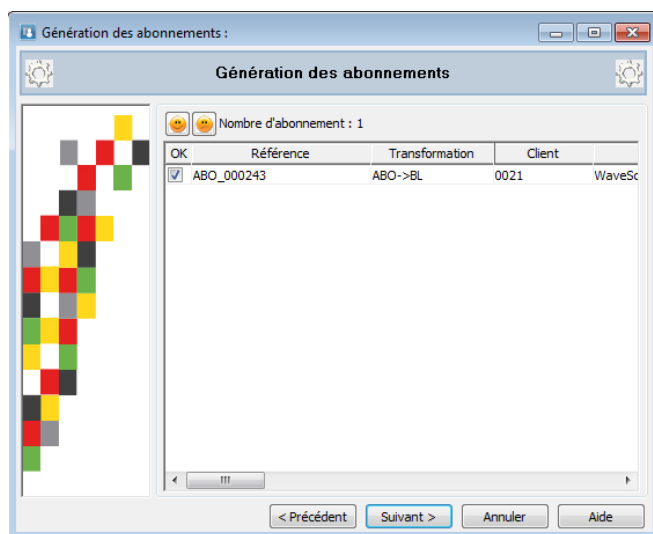 Génération des abonnements :
Génération des abonnements
Nombre d'abonnement : 1
OK Référence Transformation Client
ABO_000243 ABO->BL 0021 WaveSc
< Précédent Suivant > Annuler Aide